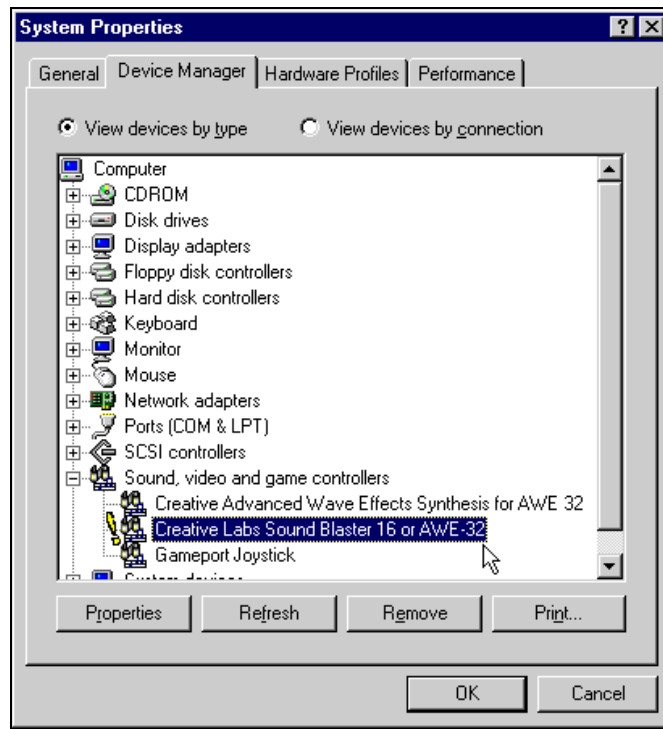 System Properties
General Device Manager Hardware Profiles Performance
View devices by type View devices by connection
Computer
CDROM
Disk drives
Display adapters
Floppy disk controllers
Hard disk controllers
Keyboard
Monitor
Mouse
Network adapters
Ports (COM & LPT)
SCSI controllers
Sound, video and game controllers
Creative Advanced Wave Effects Synthesis for AWE 32
Creative Labs Sound Blaster 16 or AWE-32
Gameport Joystick
System devices
Properties Refresh Remove Print...
OK Cancel